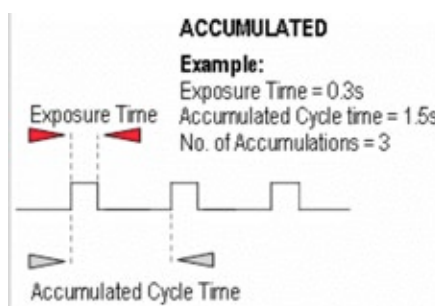 ACCUMULATED
Example:
Exposure Time = 0.3s
Accumulated Cycle time = 1.5s
No. of Accumulations = 3
Exposure Time
Accumulated Cycle Time